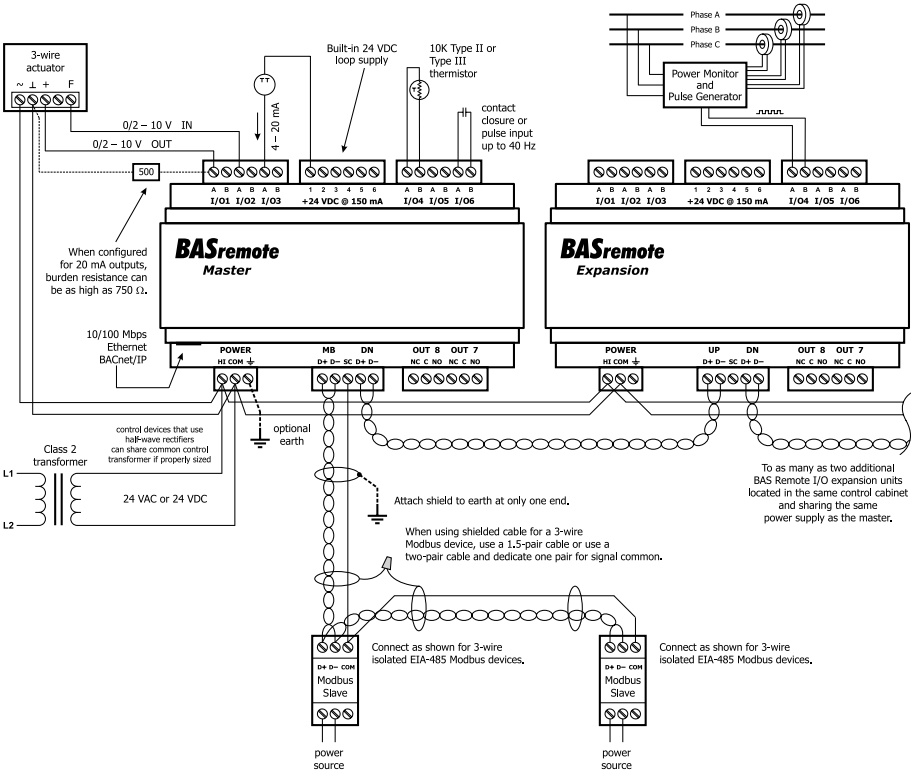 Phase A
Phase B
Phase C
3-wire
actuator
~ ⊥ + F
Built-in 24 VDC
loop supply
10K Type II or
Type III
thermistor
Power Monitor
and
Pulse Generator
TT
T
4 – 20 mA
contact
closure or
pulse input
up to 40 Hz
0/2 – 10 V IN
0/2 – 10 V OUT
500
A B A B A B
I/O1 I/O2 I/O3
1 2 3 4 5 6
+24 VDC @ 150 mA
A B A B A B
I/O4 I/O5 I/O6
A B A B A B
I/O1 I/O2 I/O3
1 2 3 4 5 6
+24 VDC @ 150 mA
A B A B A B
I/O4 I/O5 I/O6
When configured
for 20 mA outputs,
burden resistance can
be as high as 750 Ω.
BASremote
Master
BASremote
Expansion
10/100 Mbps
Ethernet
BACnet/IP
POWER
HI COM
MB DN
D+ D– SC D+ D–
OUT 8 OUT 7
NC C NO NC C NO
POWER
HI COM
UP DN
D+ D– SC D+ D–
OUT 8 OUT 7
NC C NO NC C NO
optional
earth
control devices that use
half-wave rectifiers
can share common control
transformer if properly sized
Class 2
transformer
L1
L2
24 VAC or 24 VDC
To as many as two additional
BAS Remote I/O expansion units
located in the same control cabinet
and sharing the same
power supply as the master.
Attach shield to earth at only one end.
When using shielded cable for a 3-wire
Modbus device, use a 1.5-pair cable or use a
two-pair cable and dedicate one pair for signal common.
Connect as shown for 3-wire
isolated EIA-485 Modbus devices.
Connect as shown for 3-wire
isolated EIA-485 Modbus devices.
D+ D– COM
Modbus
Slave
D+ D– COM
Modbus
Slave
power
source
power
source